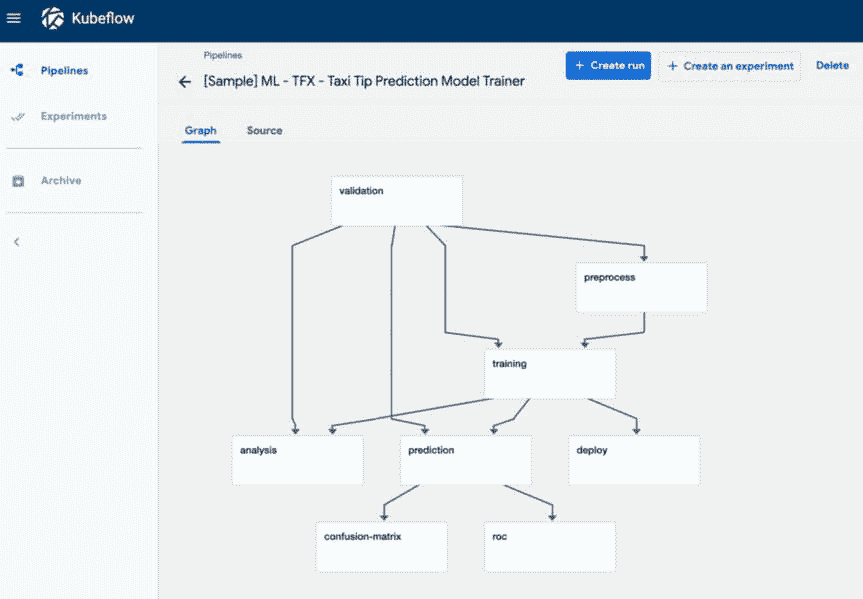 Kubeflow
Pipelines
Experiments
Archive
Pipelines
[Sample] ML - TFX - Taxi Tip Prediction Model Trainer
+ Create run
+ Create an experiment
Delete
Graph
Source
validation
preprocess
training
analysis
prediction
deploy
confusion-matrix
roc